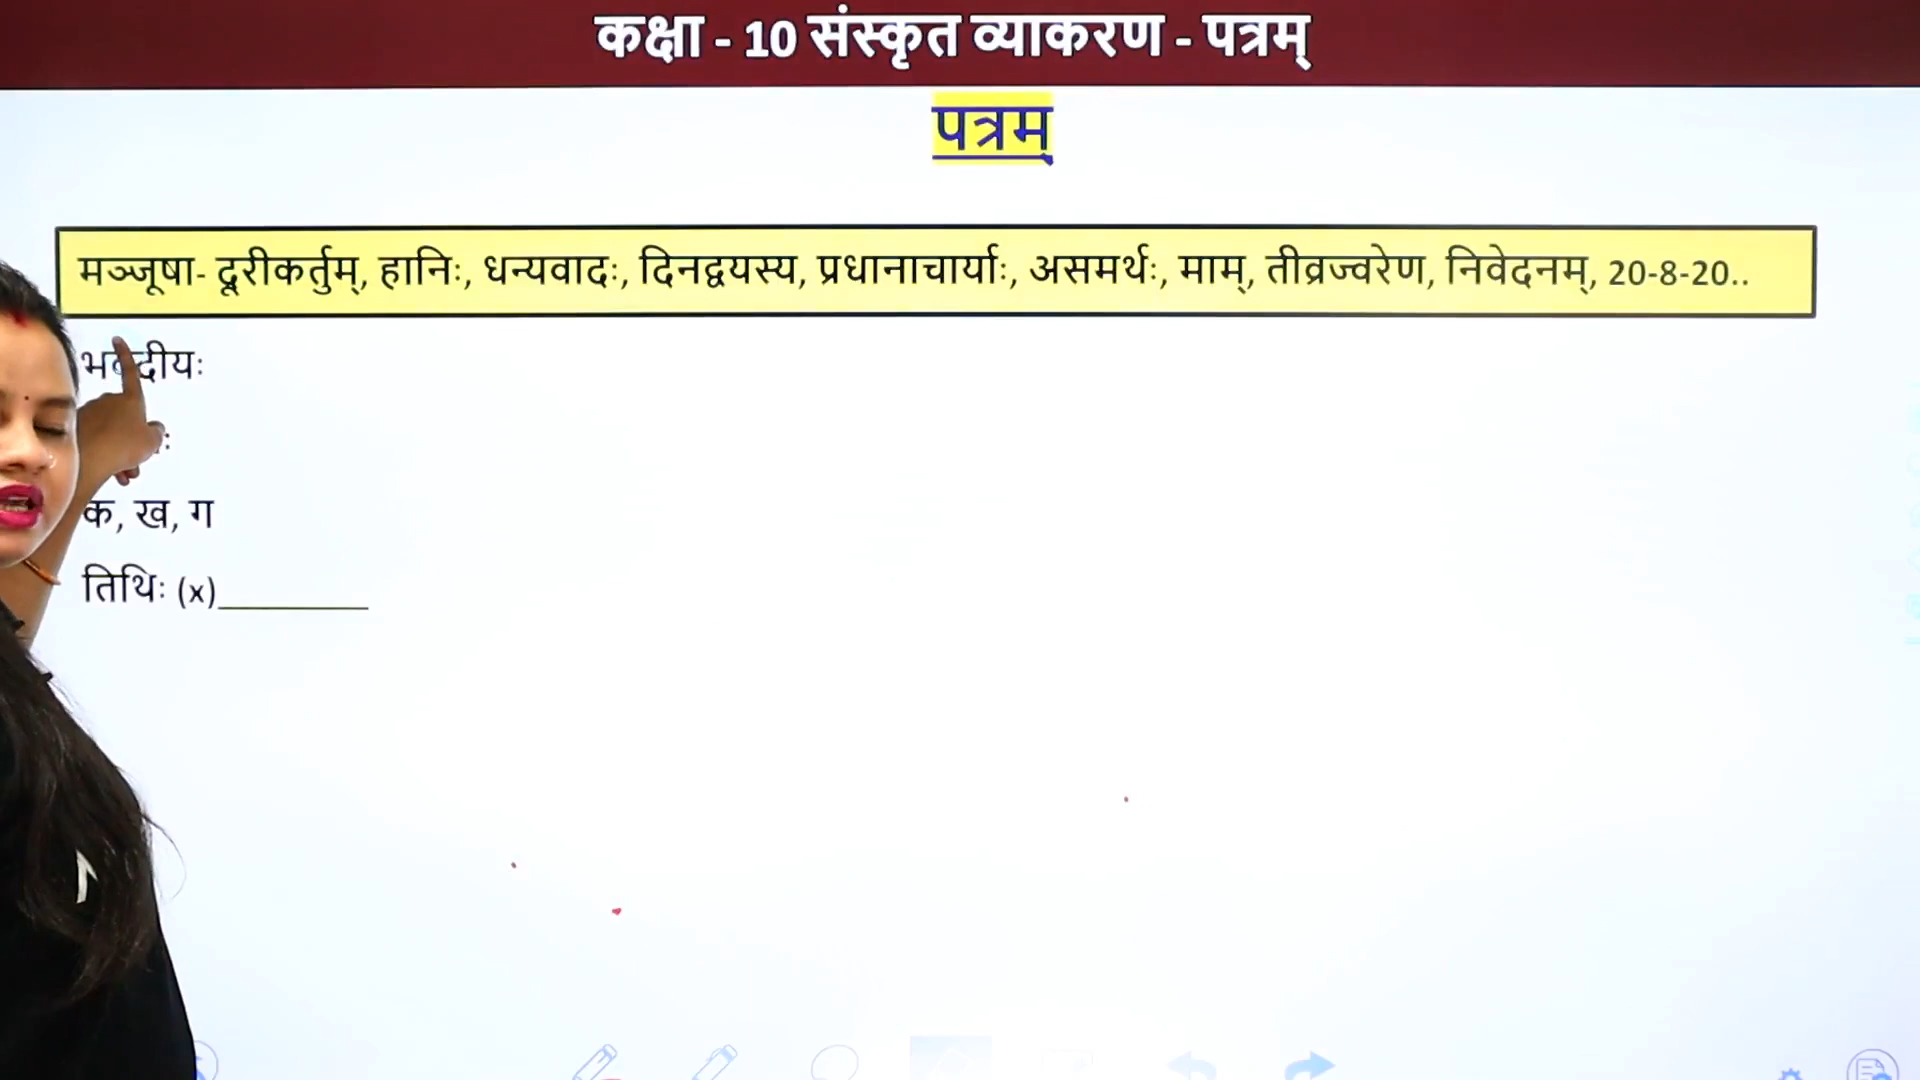 कक्षा - 10 संस्कृत व्याकरण - पत्रम्
पत्रम्
मञ्जूषा- दूरीकर्तुम्, हानिः, धन्यवादः, दिनद्वयस्य, प्रधानाचार्याः, असमर्थः, माम्, तीव्रज्वरेण, निवेदनम्, 20-8-20..
क, ख, ग
तिथिः (x)________